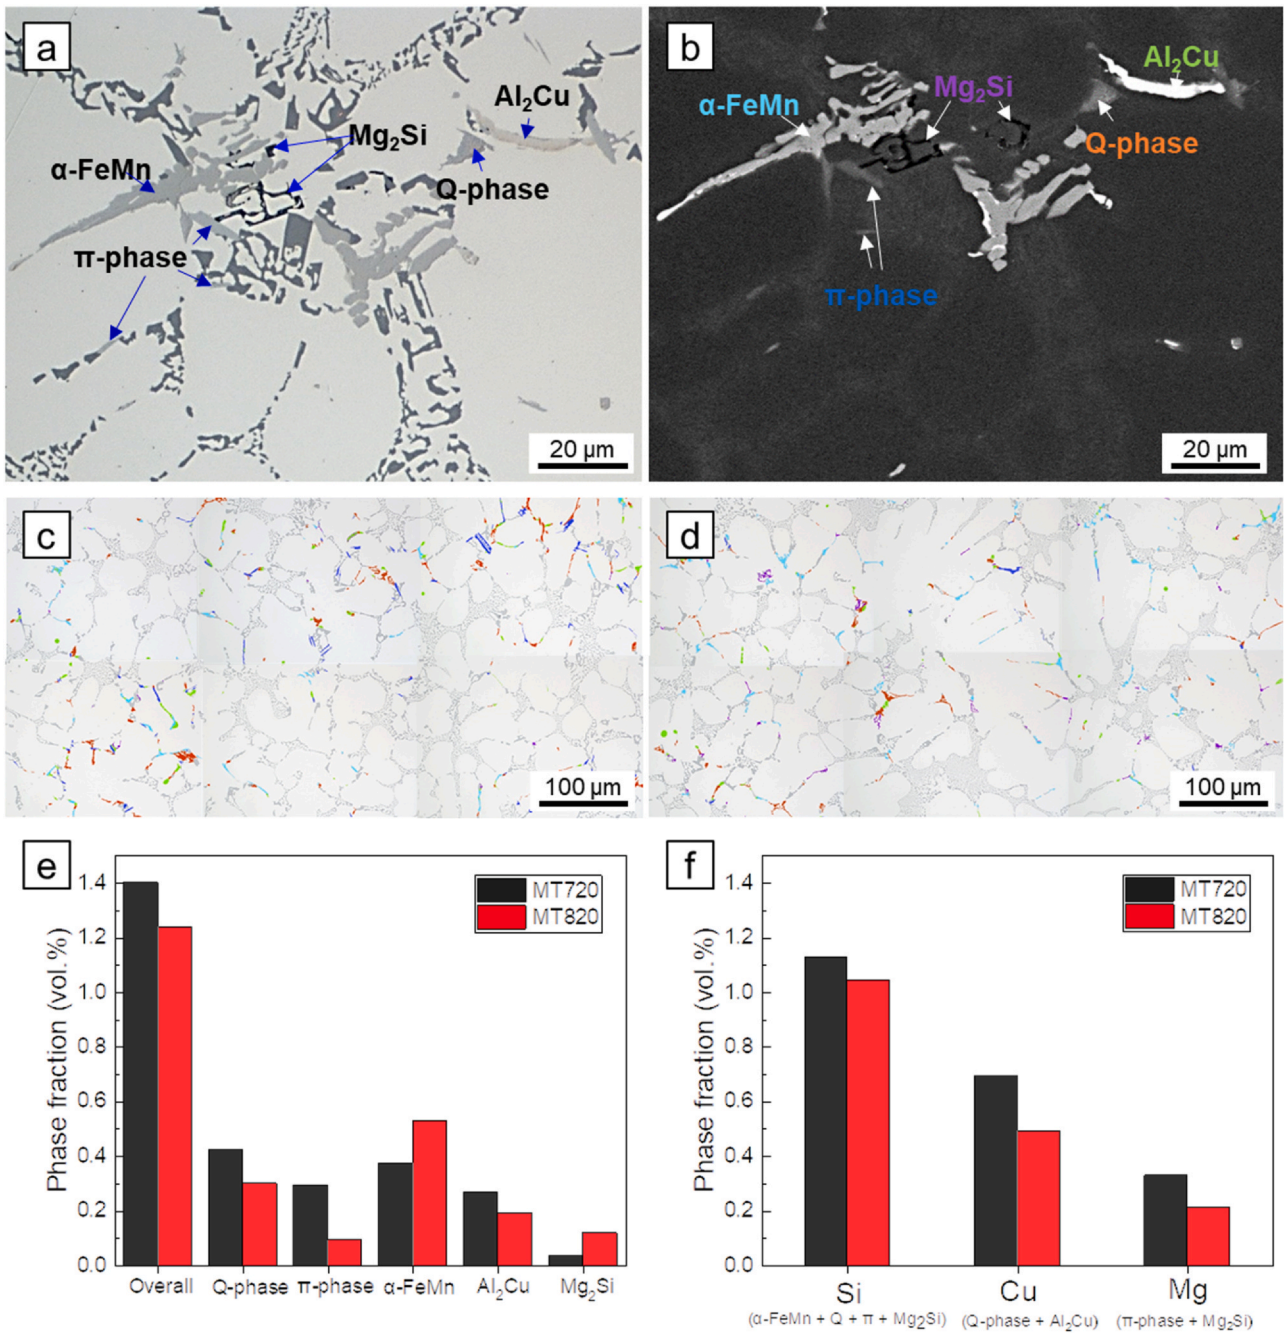 a
Al₂Cu
Mg₂Si
α-FeMn
Q-phase
π-phase
20 µm
b
Al₂Cu
Mg₂Si
α-FeMn
Q-phase
π-phase
20 µm
c
100 µm
d
100 µm
e
MT720
MT820
Phase fraction (vol.%)
1.4
1.2
1.0
0.8
0.6
0.4
0.2
0.0
Overall Q-phase π-phase α-FeMn Al₂Cu Mg₂Si
f
MT720
MT820
Phase fraction (vol.%)
1.4
1.2
1.0
0.8
0.6
0.4
0.2
0.0
Si Cu Mg
(α-FeMn + Q + π + Mg₂Si) (Q-phase + Al₂Cu) (π-phase + Mg₂Si)